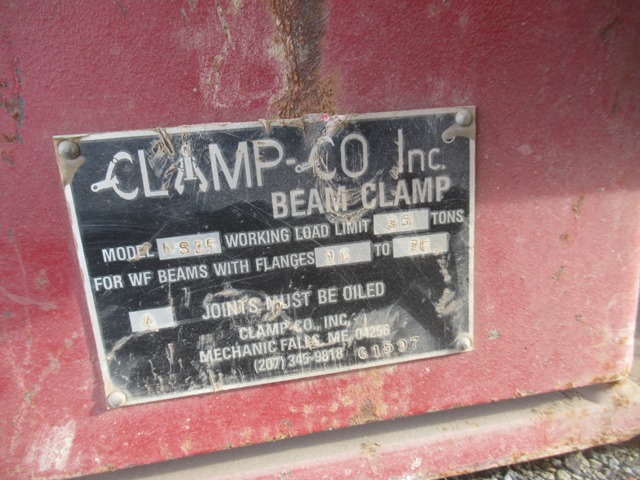 CLAMP-CO Inc.
BEAM CLAMP
MODEL WORKING LOAD LIMIT TONS
FOR WF BEAMS WITH FLANGES TO
A JOINTS MUST BE OILED
CLAMP-CO., INC.
MECHANIC FALLS, ME. 04256
(207) 345-9818 61507